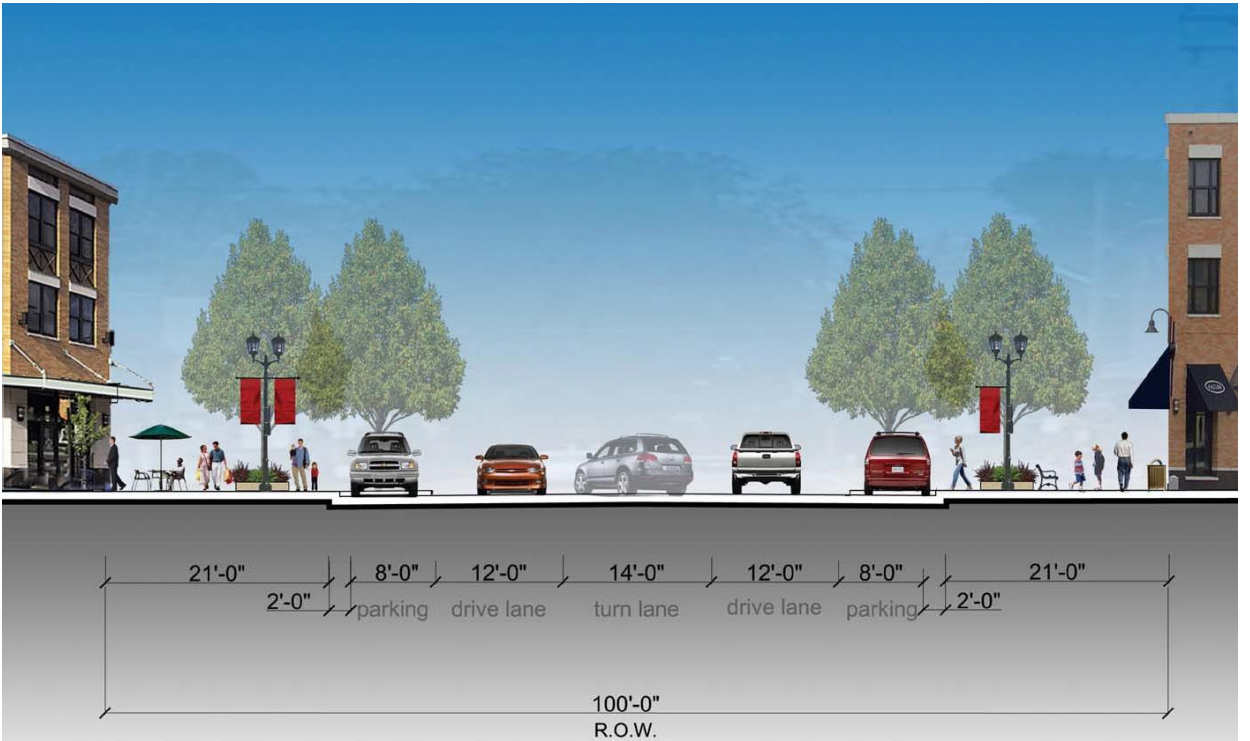 21'-0" 8'-0" 12'-0" 14'-0" 12'-0" 8'-0" 21'-0"
2'-0" parking drive lane turn lane drive lane parking 2'-0"
100'-0"
R.O.W.